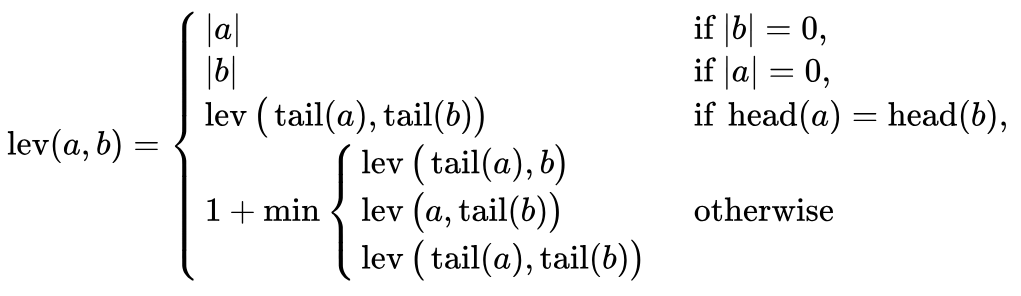 |a| if |b| = 0,
|b| if |a| = 0,
lev ( tail(a), tail(b)) if head(a) = head(b),
lev(a, b) =
lev ( tail(a), b)
1 + min lev (a, tail(b)) otherwise
lev ( tail(a), tail(b))